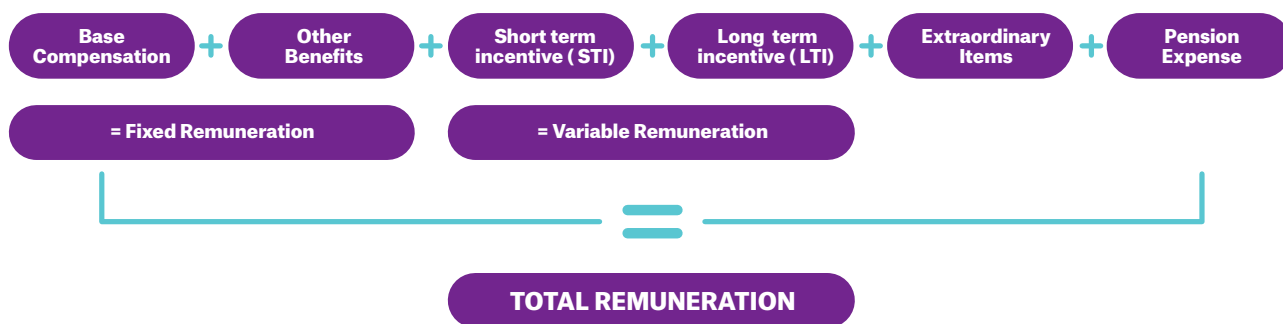 Base
Compensation
+
Other
Benefits
+
Short term
incentive ( STI)
+
Long term
incentive ( LTI)
+
Extraordinary
Items
+
Pension
Expense
= Fixed Remuneration
= Variable Remuneration
=
TOTAL REMUNERATION